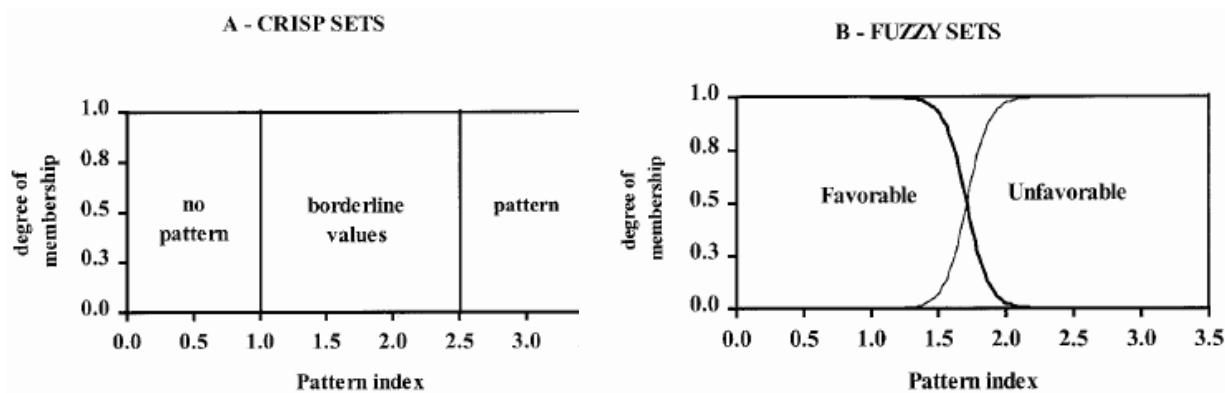 A - CRISP SETS
1.0
0.8
0.5
0.3
0.0
degree of
membership
no
pattern
borderline
values
pattern
0.0 0.5 1.0 1.5 2.0 2.5 3.0
Pattern index
B - FUZZY SETS
1.0
0.8
0.5
0.3
0.0
degree of
membership
Favorable
Unfavorable
0.0 0.5 1.0 1.5 2.0 2.5 3.0 3.5
Pattern index